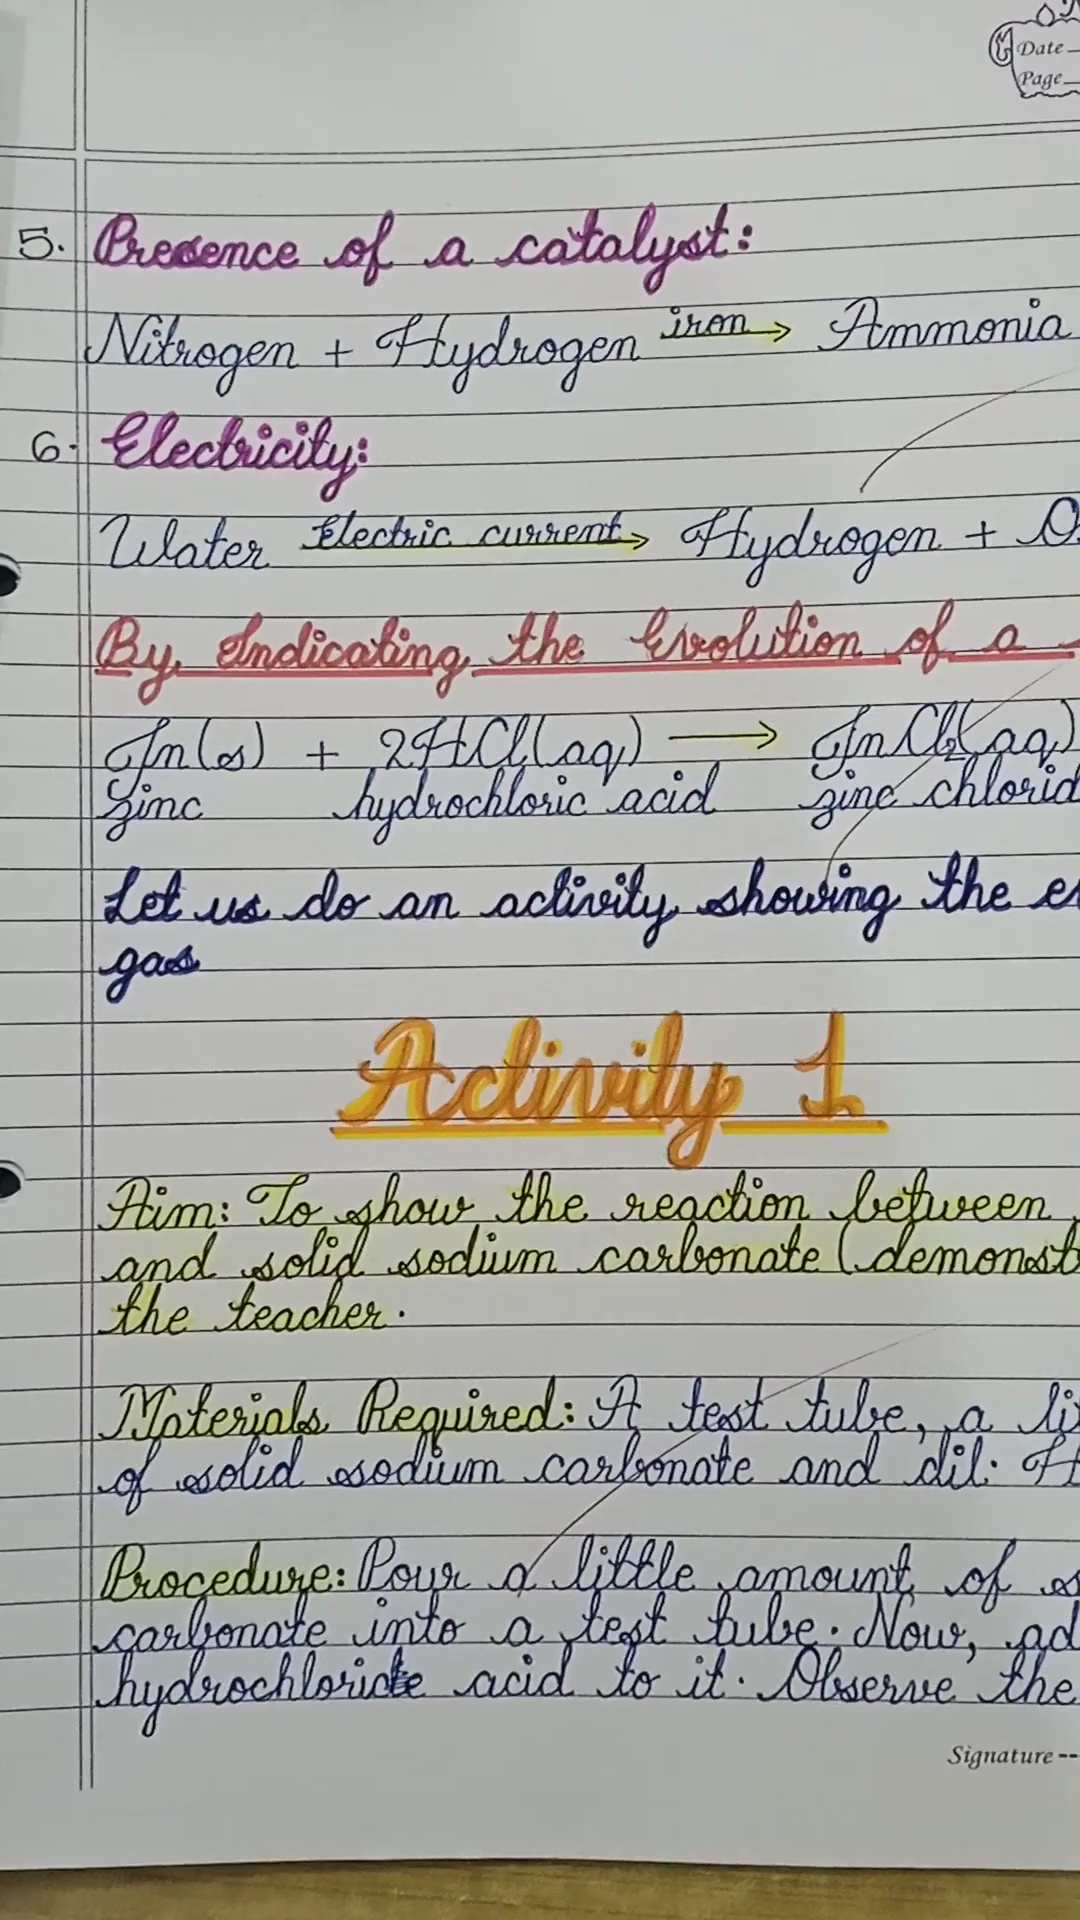 Date
Page
5. Presence of a catalyst:
Nitrogen + Hydrogen iron → Ammonia
6. Electricity:
Water Electric current → Hydrogen + O
By Indicating the Evolution of a
Zn(s) + 2HCl(aq) → ZnCl2(aq)
zinc hydrochloric acid zinc chlorid
Let us do an activity showing the e
gas
Activity 1
Aim: To show the reaction between
and solid sodium carbonate (demonst
the teacher.
Materials Required: A test tube, a li
of solid sodium carbonate and dil. H
Procedure: Pour a little amount of s
carbonate into a test tube. Now, ad
hydrochloricte acid to it. Observe the
Signature